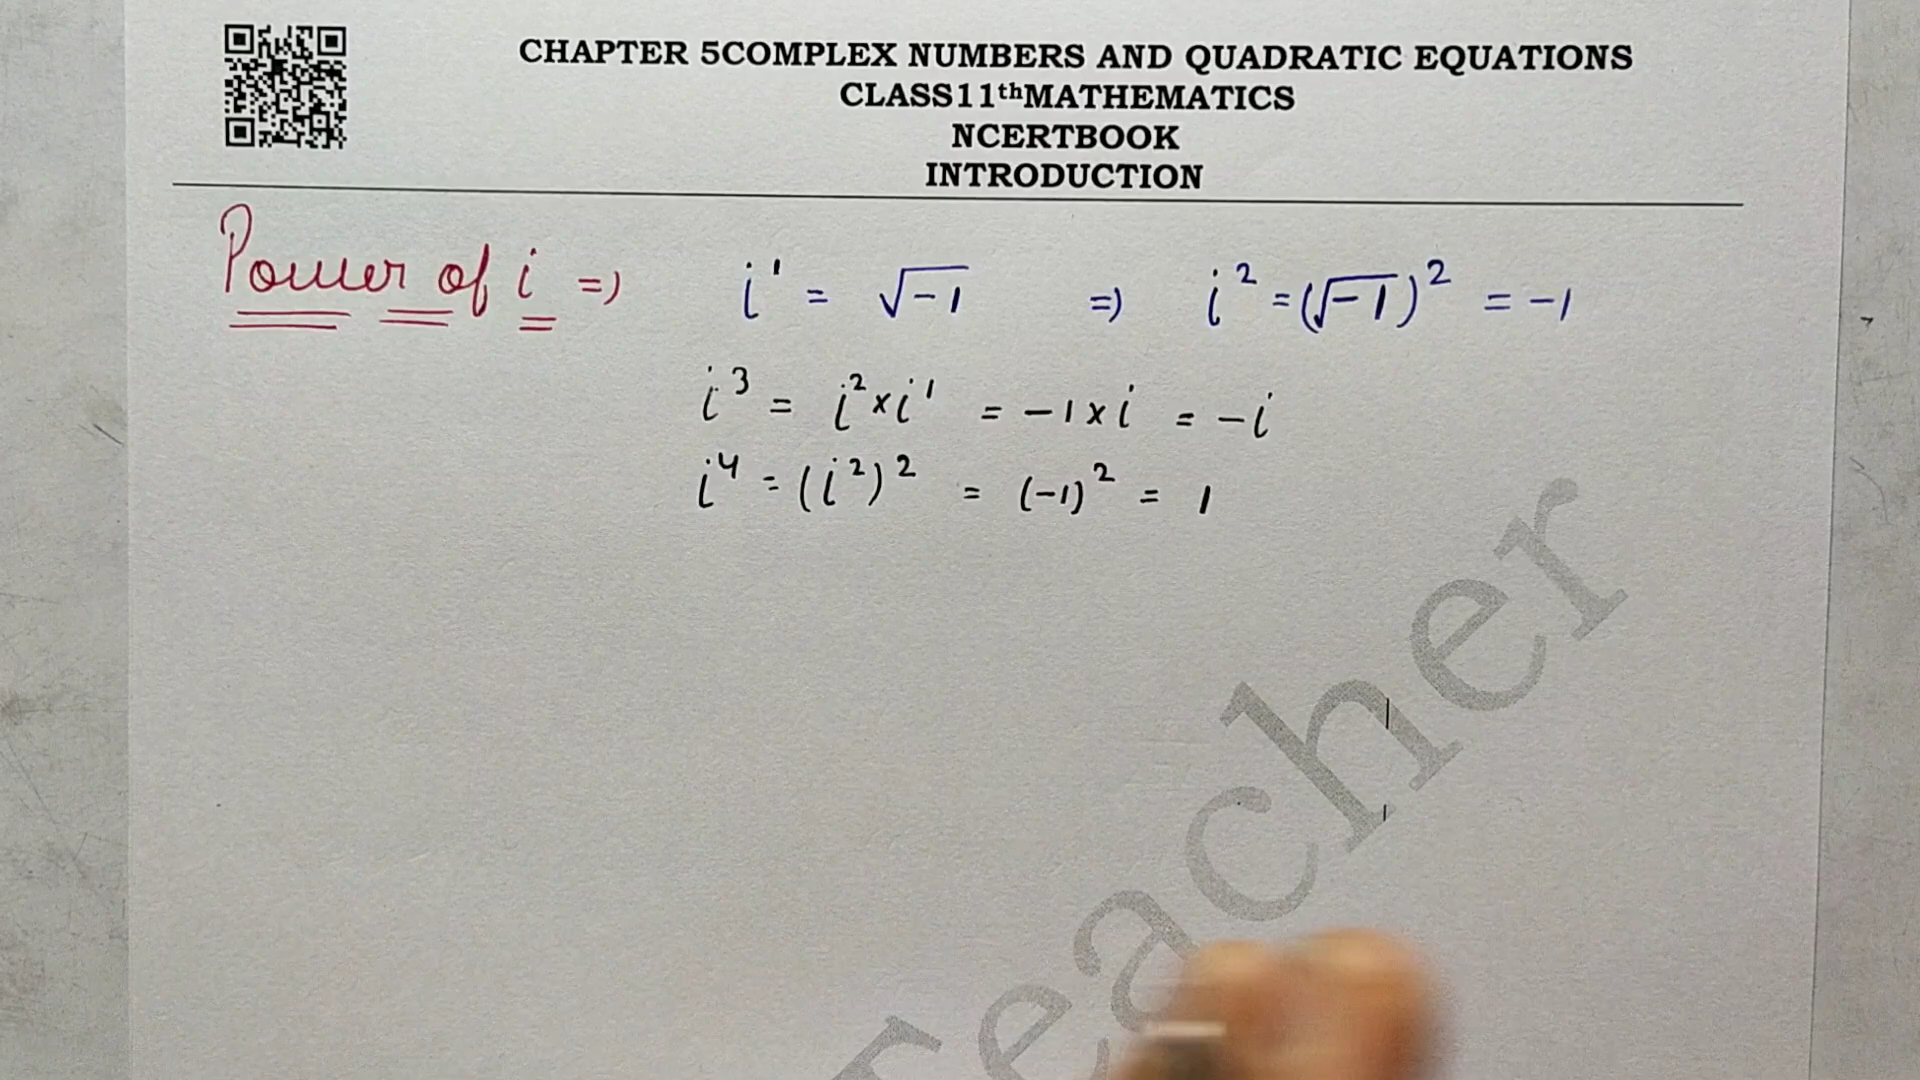 CHAPTER 5COMPLEX NUMBERS AND QUADRATIC EQUATIONS
CLASS11thMATHEMATICS
NCERTBOOK
INTRODUCTION
Power of i => i¹ = √-1 => i² = (√-1)² = -1
i³ = i² × i¹ = -1 × i = -i
i⁴ = (i²)² = (-1)² = 1
Teacher